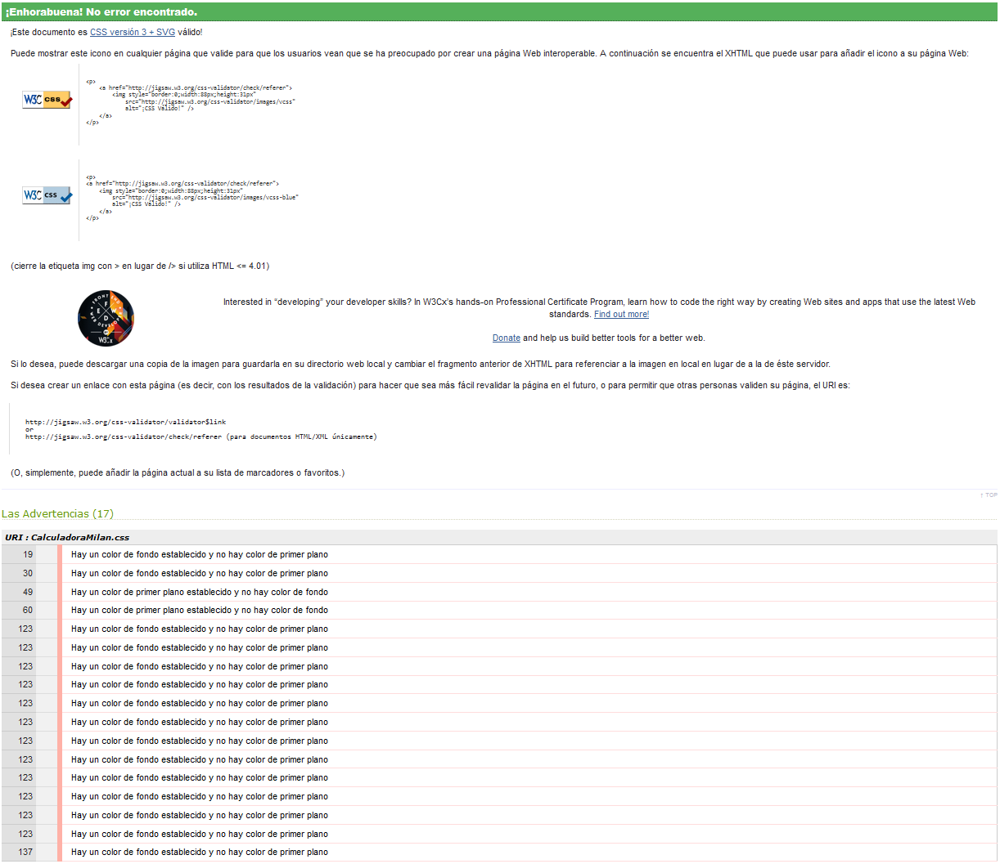 ¡Enhorabuena! No error encontrado.
¡Este documento es CSS versión 3 + SVG válido!
Puede mostrar este icono en cualquier página que valide para que los usuarios vean que se ha preocupado por crear una página Web interoperable. A continuación se encuentra el XHTML que puede usar para añadir el icono a su página Web:
W3C css
<p>
<a href="http://jigsaw.w3.org/css-validator/check/referer">
<img style="border:0;width:88px;height:31px"
src="http://jigsaw.w3.org/css-validator/images/vcss"
alt="¡CSS Válido!" />
</a>
</p>
W3C css
<p>
<a href="http://jigsaw.w3.org/css-validator/check/referer">
<img style="border:0;width:88px;height:31px"
src="http://jigsaw.w3.org/css-validator/images/vcss-blue"
alt="¡CSS Válido!" />
</a>
</p>
(cierre la etiqueta img con > en lugar de /> si utiliza HTML <= 4.01)
FRONT END
W3Cx
Interested in “developing” your developer skills? In W3Cx's hands-on Professional Certificate Program, learn how to code the right way by creating Web sites and apps that use the latest Web
standards. Find out more!
Donate and help us build better tools for a better web.
Si lo desea, puede descargar una copia de la imagen para guardarla en su directorio web local y cambiar el fragmento anterior de XHTML para referenciar a la imagen en local en lugar de a la de éste servidor.
Si desea crear un enlace con esta página (es decir, con los resultados de la validación) para hacer que sea más fácil revalidar la página en el futuro, o para permitir que otras personas validen su página, el URI es:
http://jigsaw.w3.org/css-validator/validator$link
or
http://jigsaw.w3.org/css-validator/check/referer (para documentos HTML/XML únicamente)
(O, simplemente, puede añadir la página actual a su lista de marcadores o favoritos.)
↑ TOP
Las Advertencias (17)
URI : CalculadoraMilan.css
19 Hay un color de fondo establecido y no hay color de primer plano
30 Hay un color de fondo establecido y no hay color de primer plano
49 Hay un color de primer plano establecido y no hay color de fondo
60 Hay un color de primer plano establecido y no hay color de fondo
123 Hay un color de fondo establecido y no hay color de primer plano
123 Hay un color de fondo establecido y no hay color de primer plano
123 Hay un color de fondo establecido y no hay color de primer plano
123 Hay un color de fondo establecido y no hay color de primer plano
123 Hay un color de fondo establecido y no hay color de primer plano
123 Hay un color de fondo establecido y no hay color de primer plano
123 Hay un color de fondo establecido y no hay color de primer plano
123 Hay un color de fondo establecido y no hay color de primer plano
123 Hay un color de fondo establecido y no hay color de primer plano
123 Hay un color de fondo establecido y no hay color de primer plano
123 Hay un color de fondo establecido y no hay color de primer plano
123 Hay un color de fondo establecido y no hay color de primer plano
137 Hay un color de fondo establecido y no hay color de primer plano